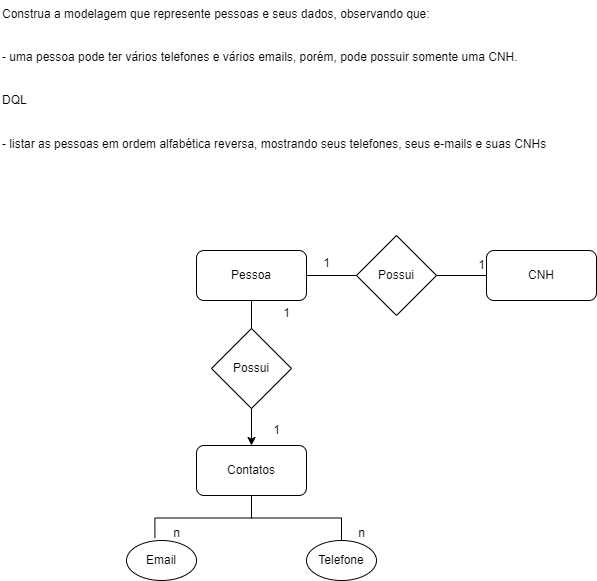 Construa a modelagem que represente pessoas e seus dados, observando que:
- uma pessoa pode ter vários telefones e vários emails, porém, pode possuir somente uma CNH.
DQL
- listar as pessoas em ordem alfabética reversa, mostrando seus telefones, seus e-mails e suas CNHs
1
1
Pessoa
Possui
CNH
1
Possui
1
Contatos
n
n
Email
Telefone